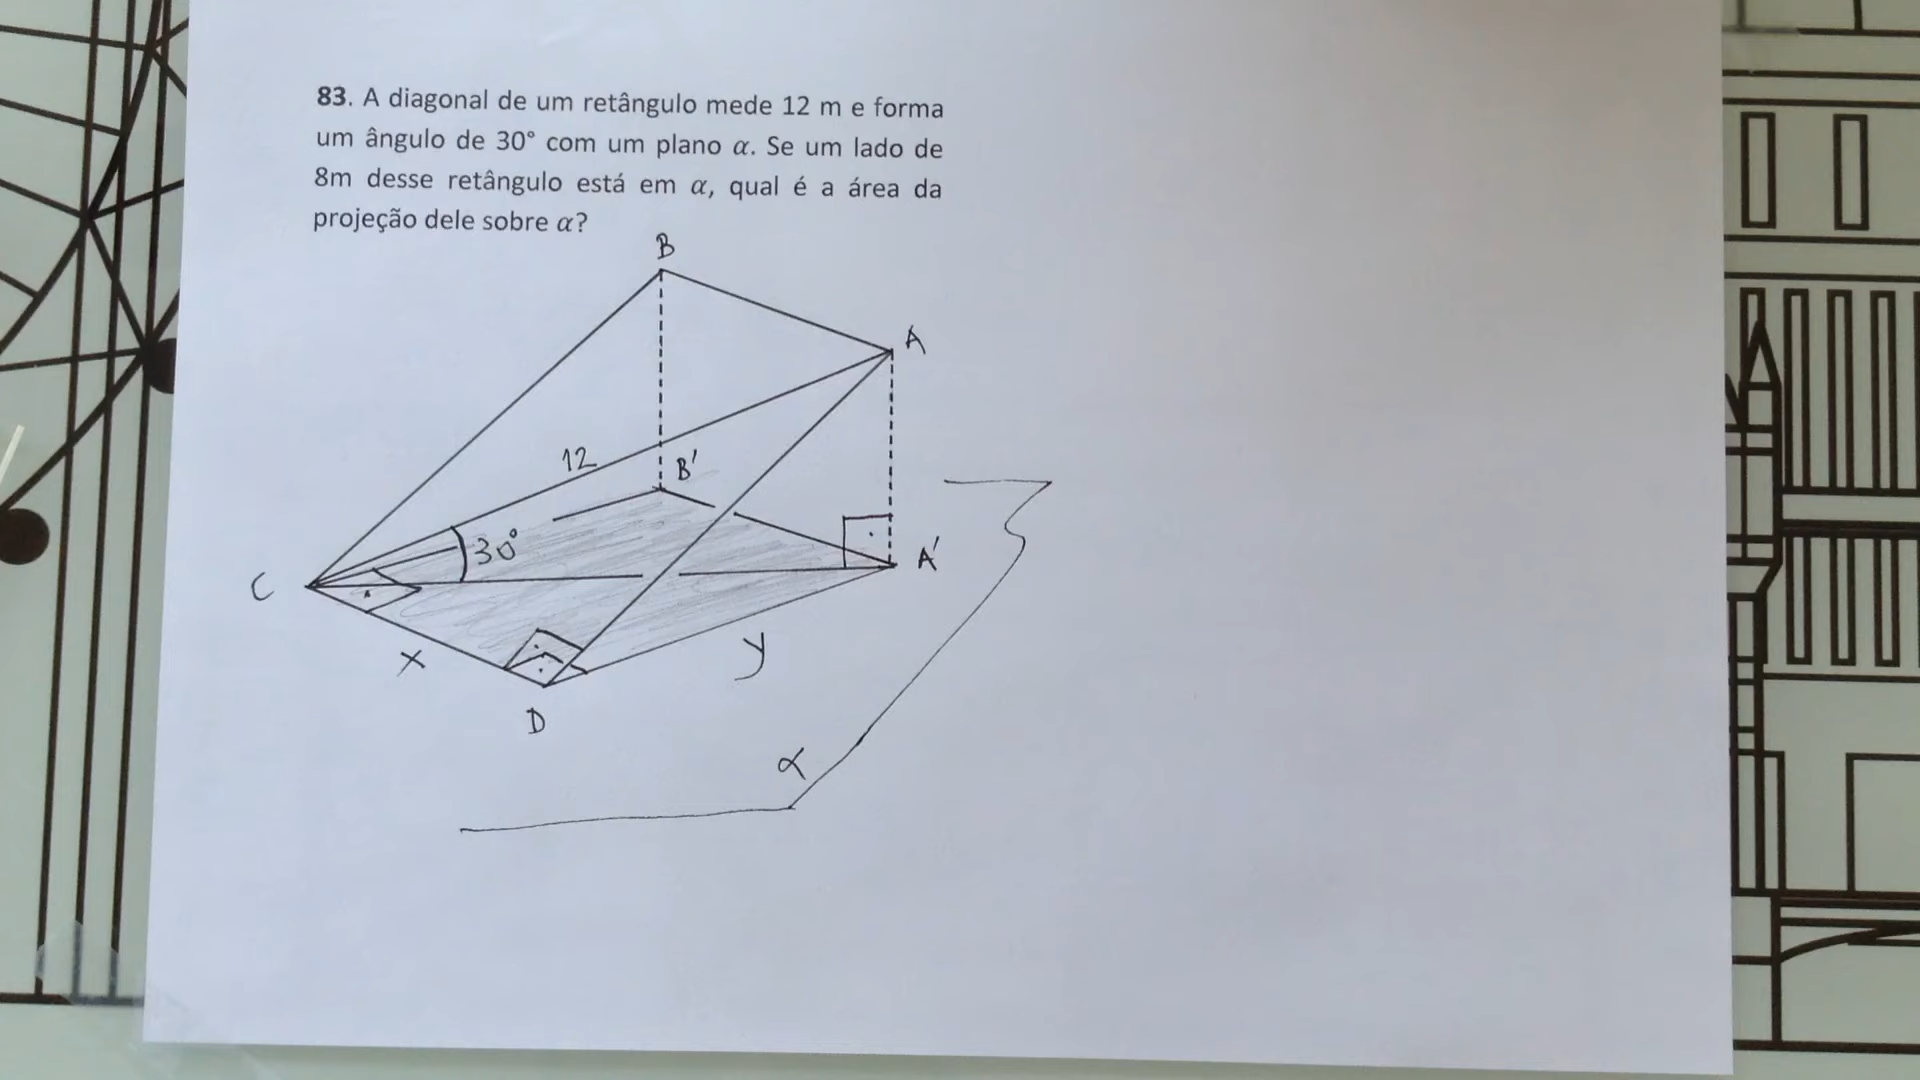 83. A diagonal de um retângulo mede 12 m e forma
um ângulo de 30° com um plano α. Se um lado de
8m desse retângulo está em α, qual é a área da
projeção dele sobre α?
B
A
12
B'
30°
A'
C
x
y
D
α